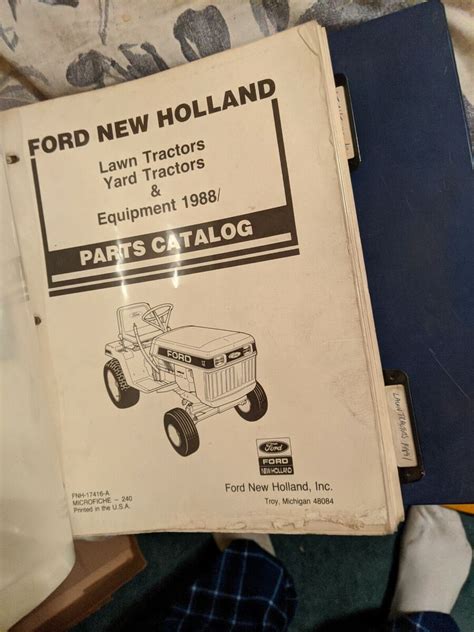 FORD NEW HOLLAND
Lawn Tractors
Yard Tractors
&
Equipment 1988/
PARTS CATALOG
FORD
Ford
FORD
NEW HOLLAND
FNH-17416-A
MICROFICHE - 240
Printed in the U.S.A.
Ford New Holland, Inc.
Troy, Michigan 48084